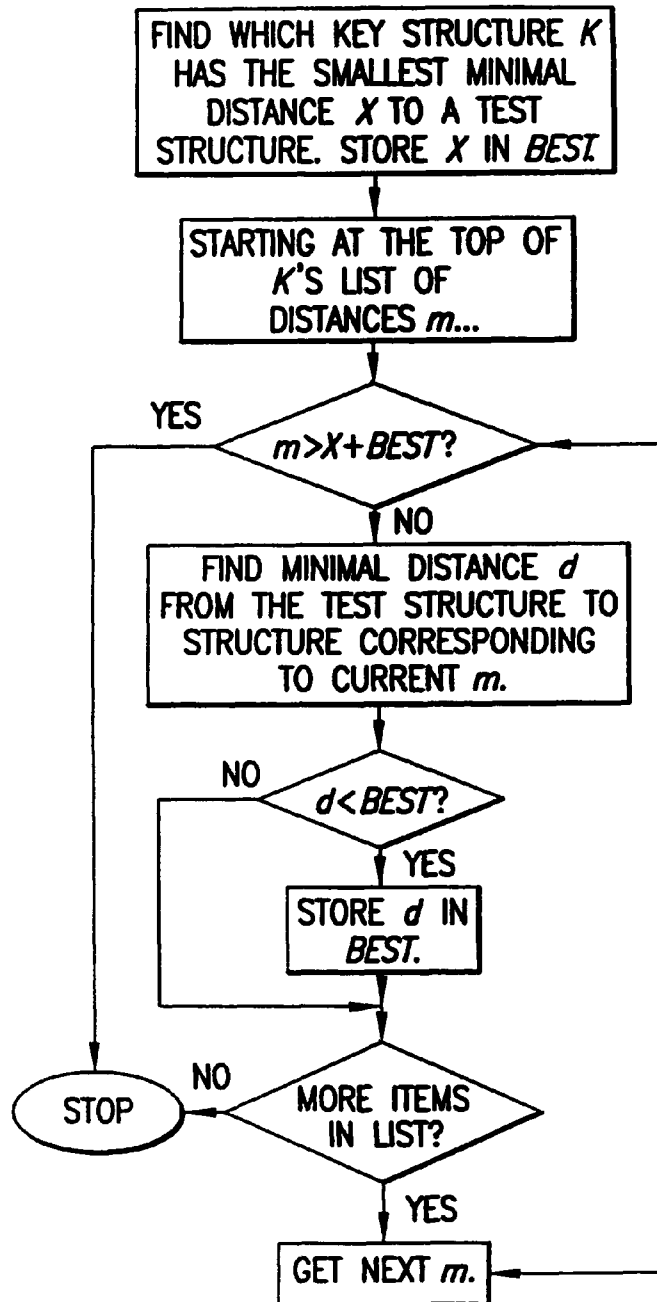 FIND WHICH KEY STRUCTURE K
HAS THE SMALLEST MINIMAL
DISTANCE X TO A TEST
STRUCTURE. STORE X IN BEST.
STARTING AT THE TOP OF
K'S LIST OF
DISTANCES m...
YES
m>X+BEST?
NO
FIND MINIMAL DISTANCE d
FROM THE TEST STRUCTURE TO
STRUCTURE CORRESPONDING
TO CURRENT m.
NO
d<BEST?
YES
STORE d IN
BEST.
NO
STOP
MORE ITEMS
IN LIST?
YES
GET NEXT m.